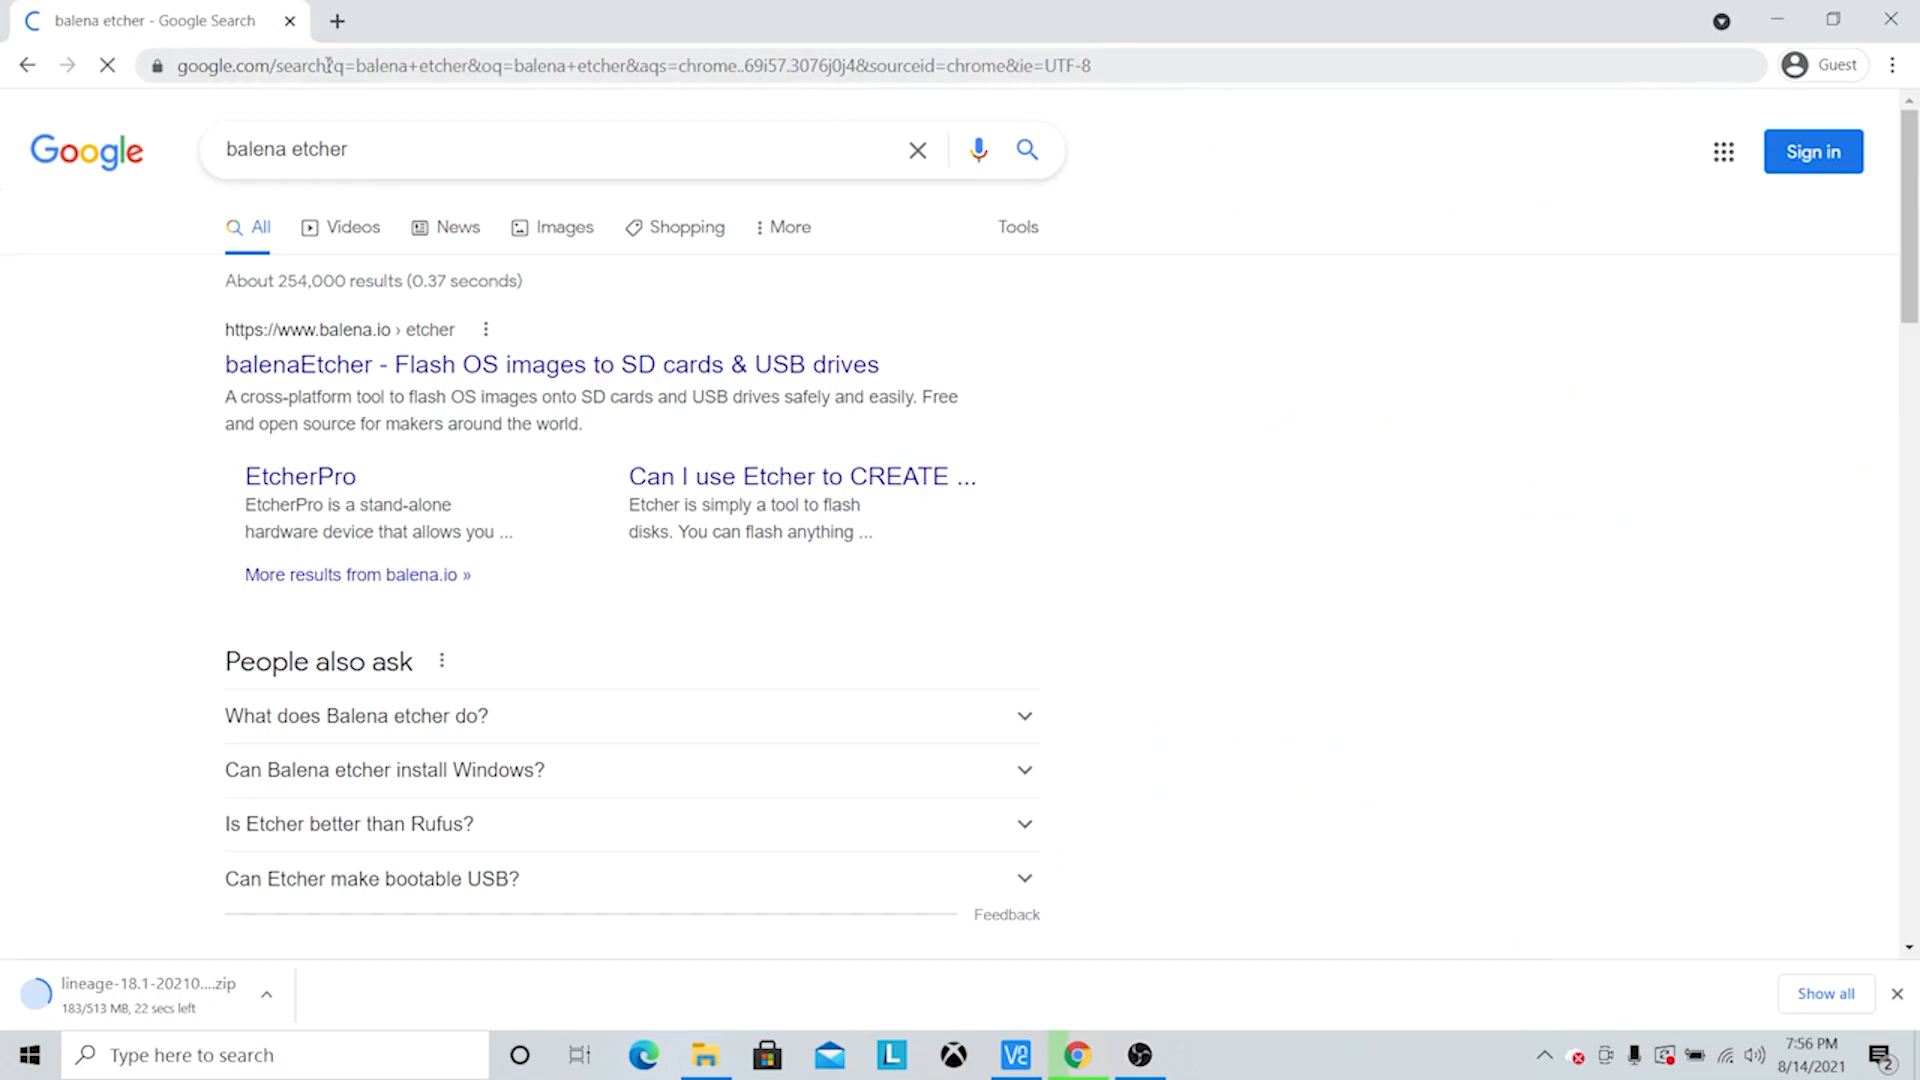 balena etcher - Google Search
google.com/search?q=balena+etcher&oq=balena+etcher&aqs=chrome..69i57.3076j0j4&sourceid=chrome&ie=UTF-8
Guest
Google
balena etcher
Sign in
All
Videos
News
Images
Shopping
More
Tools
About 254,000 results (0.37 seconds)
https://www.balena.io › etcher
balenaEtcher - Flash OS images to SD cards & USB drives
A cross-platform tool to flash OS images onto SD cards and USB drives safely and easily. Free
and open source for makers around the world.
EtcherPro
EtcherPro is a stand-alone
hardware device that allows you ...
Can I use Etcher to CREATE ...
Etcher is simply a tool to flash
disks. You can flash anything ...
More results from balena.io »
People also ask
What does Balena etcher do?
Can Balena etcher install Windows?
Is Etcher better than Rufus?
Can Etcher make bootable USB?
Feedback
lineage-18.1-20210....zip
183/513 MB, 22 secs left
Show all
Type here to search
L
V2
7:56 PM
8/14/2021
2